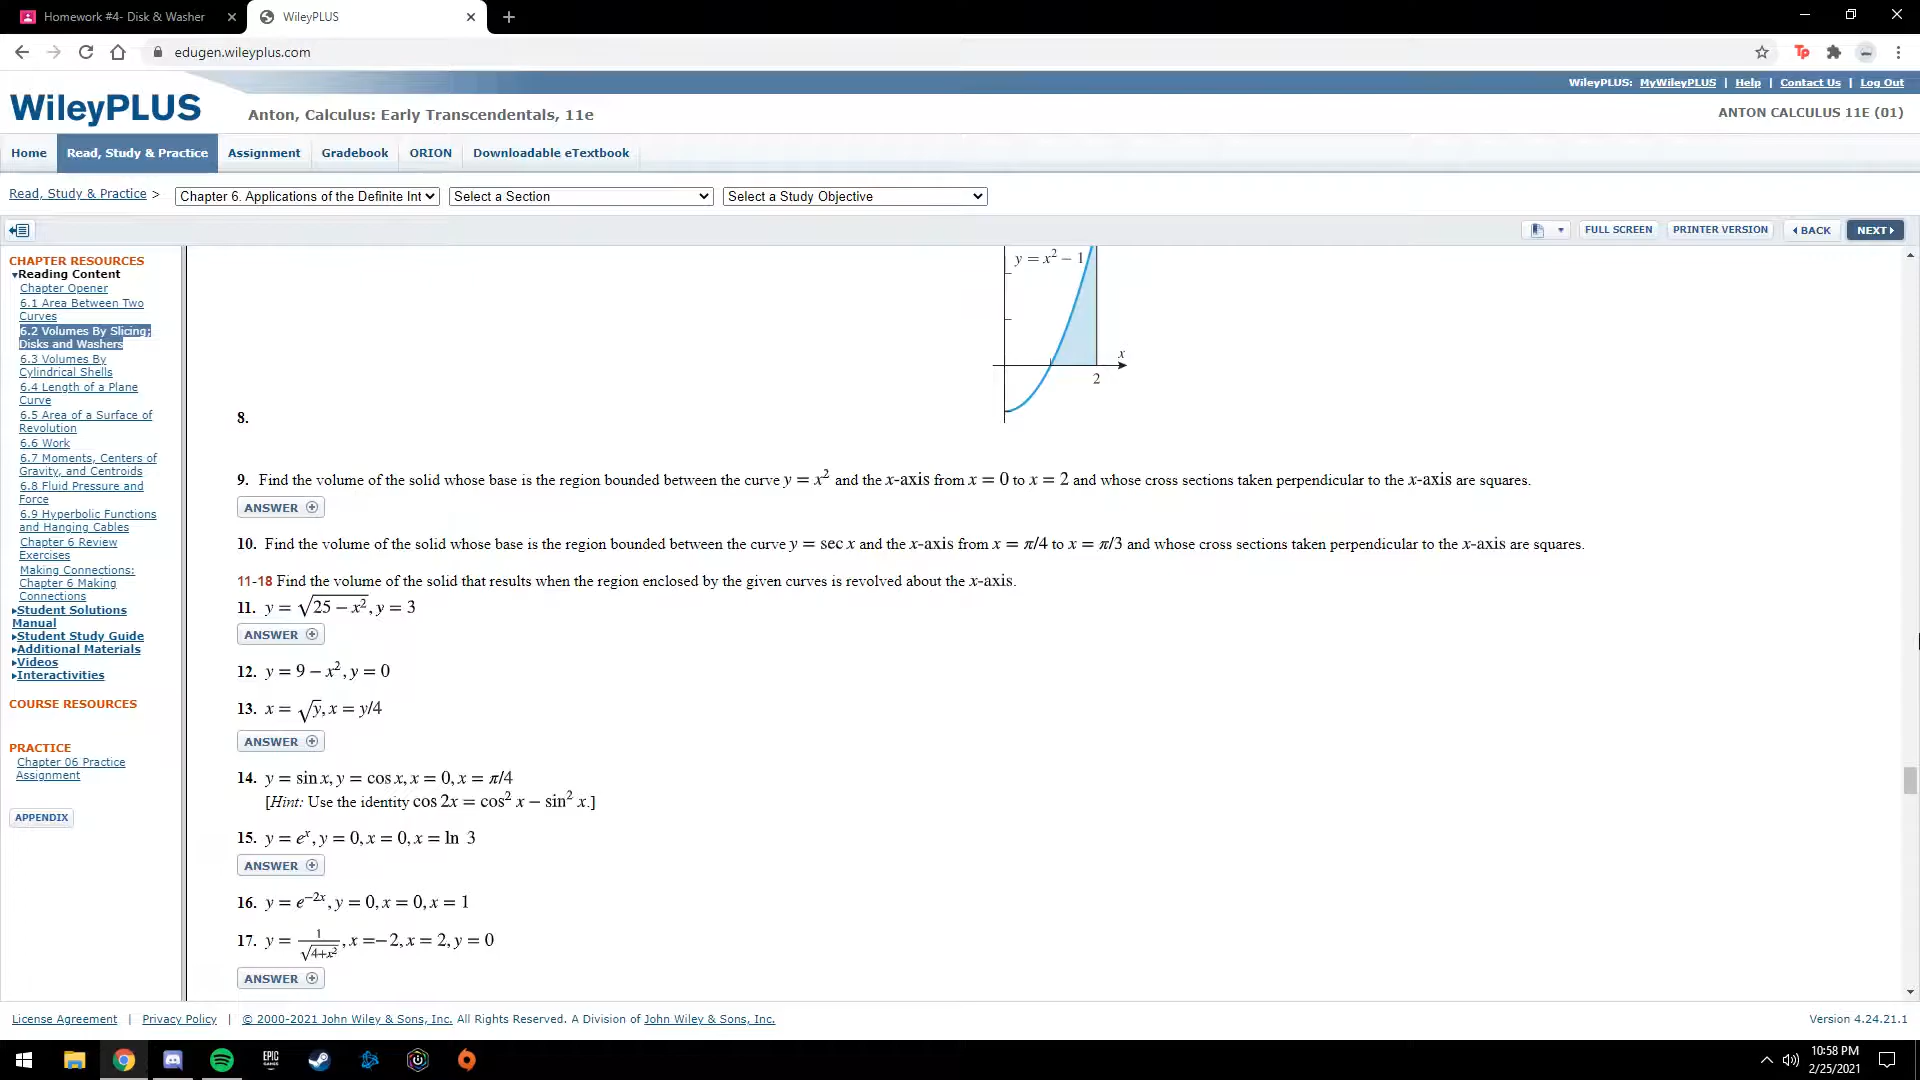 Homework #4- Disk & Washer
WileyPLUS
edugen.wileyplus.com
WileyPLUS: MyWileyPLUS | Help | Contact Us | Log Out
WileyPLUS
Anton, Calculus: Early Transcendentals, 11e
ANTON CALCULUS 11E (01)
Home
Read, Study & Practice
Assignment
Gradebook
ORION
Downloadable eTextbook
Read, Study & Practice >
Chapter 6. Applications of the Definite Int
Select a Section
Select a Study Objective
FULL SCREEN
PRINTER VERSION
BACK
NEXT
CHAPTER RESOURCES
Reading Content
Chapter Opener
6.1 Area Between Two
Curves
6.2 Volumes By Slicing;
Disks and Washers
6.3 Volumes By
Cylindrical Shells
6.4 Length of a Plane
Curve
6.5 Area of a Surface of
Revolution
6.6 Work
6.7 Moments, Centers of
Gravity, and Centroids
6.8 Fluid Pressure and
Force
6.9 Hyperbolic Functions
and Hanging Cables
Chapter 6 Review
Exercises
Making Connections:
Chapter 6 Making
Connections
Student Solutions
Manual
Student Study Guide
Additional Materials
Videos
Interactivities
COURSE RESOURCES
PRACTICE
Chapter 06 Practice
Assignment
APPENDIX
y = x² − 1
x
2
8.
9. Find the volume of the solid whose base is the region bounded between the curve y = x² and the x-axis from x = 0 to x = 2 and whose cross sections taken perpendicular to the x-axis are squares.
ANSWER
10. Find the volume of the solid whose base is the region bounded between the curve y = sec x and the x-axis from x = π/4 to x = π/3 and whose cross sections taken perpendicular to the x-axis are squares.
11-18 Find the volume of the solid that results when the region enclosed by the given curves is revolved about the x-axis.
11. y = √(25 − x²), y = 3
ANSWER
12. y = 9 − x², y = 0
13. x = √y, x = y/4
ANSWER
14. y = sin x, y = cos x, x = 0, x = π/4
[Hint: Use the identity cos 2x = cos² x − sin² x.]
15. y = eˣ, y = 0, x = 0, x = ln 3
ANSWER
16. y = e⁻²ˣ, y = 0, x = 0, x = 1
17. y = 1/√(4+x²), x =−2, x = 2, y = 0
ANSWER
License Agreement | Privacy Policy | © 2000-2021 John Wiley & Sons, Inc. All Rights Reserved. A Division of John Wiley & Sons, Inc.
Version 4.24.21.1
EPIC
GAMES
10:58 PM
2/25/2021